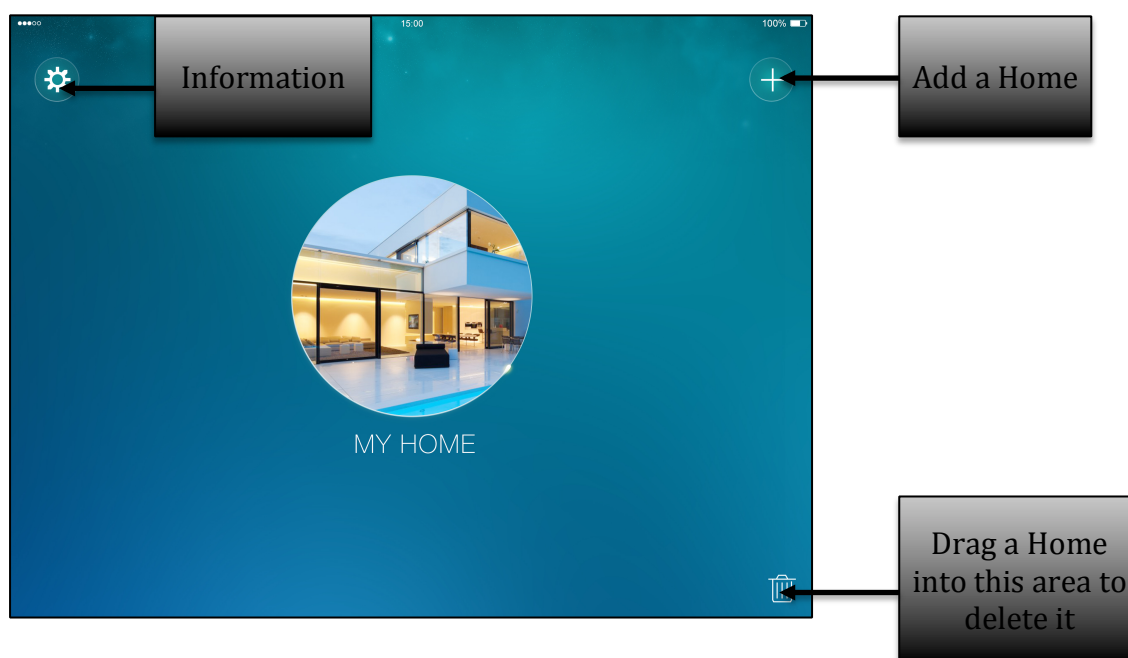 15:00
100%
Information
Add a Home
MY HOME
Drag a Home
into this area to
delete it